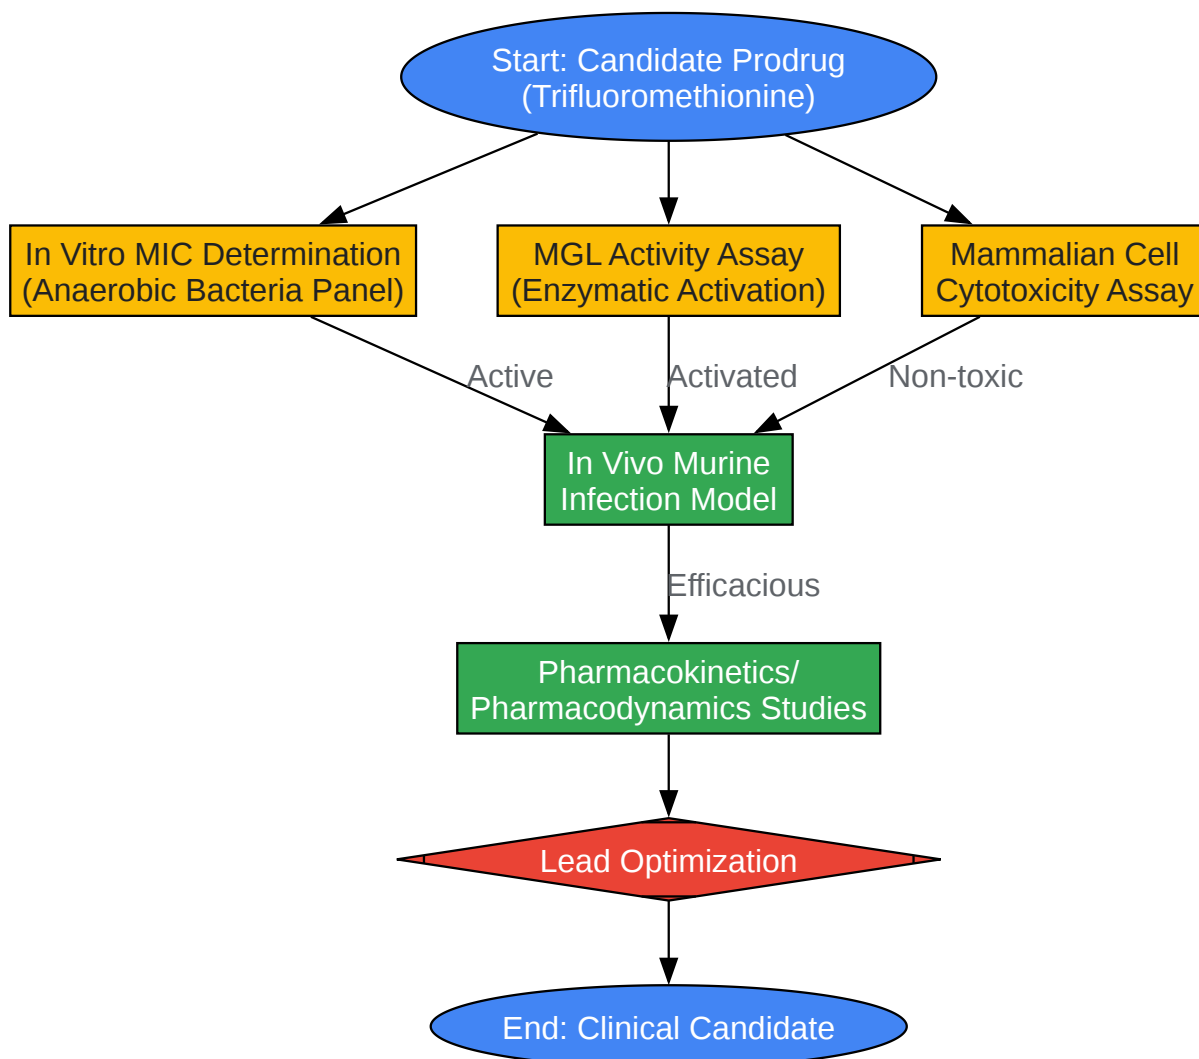 Start: Candidate Prodrug
(Trifluoromethionine)
In Vitro MIC Determination
(Anaerobic Bacteria Panel)
MGL Activity Assay
(Enzymatic Activation)
Mammalian Cell
Cytotoxicity Assay
Active
Activated
Non-toxic
In Vivo Murine
Infection Model
Efficacious
Pharmacokinetics/
Pharmacodynamics Studies
Lead Optimization
End: Clinical Candidate